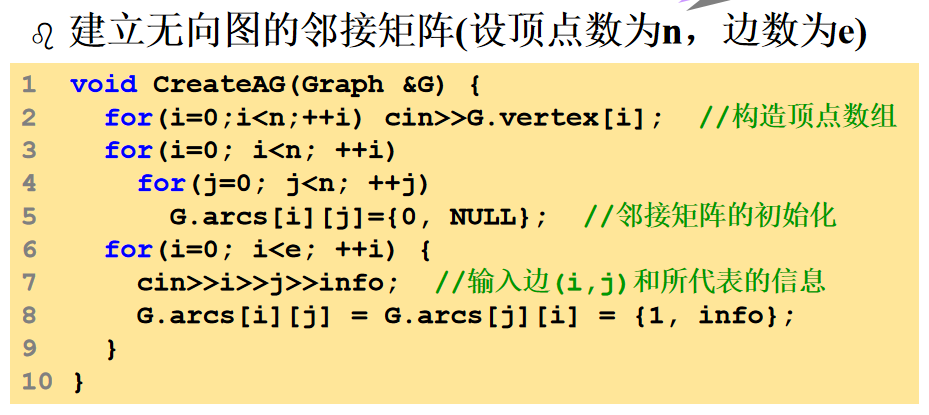 ♌ 建立无向图的邻接矩阵(设顶点数为n，边数为e)
1 void CreateAG(Graph &G) {
2 for(i=0;i<n;++i) cin>>G.vertex[i]; //构造顶点数组
3 for(i=0; i<n; ++i)
4 for(j=0; j<n; ++j)
5 G.arcs[i][j]={0, NULL}; //邻接矩阵的初始化
6 for(i=0; i<e; ++i) {
7 cin>>i>>j>>info; //输入边(i,j)和所代表的信息
8 G.arcs[i][j] = G.arcs[j][i] = {1, info};
9 }
10 }